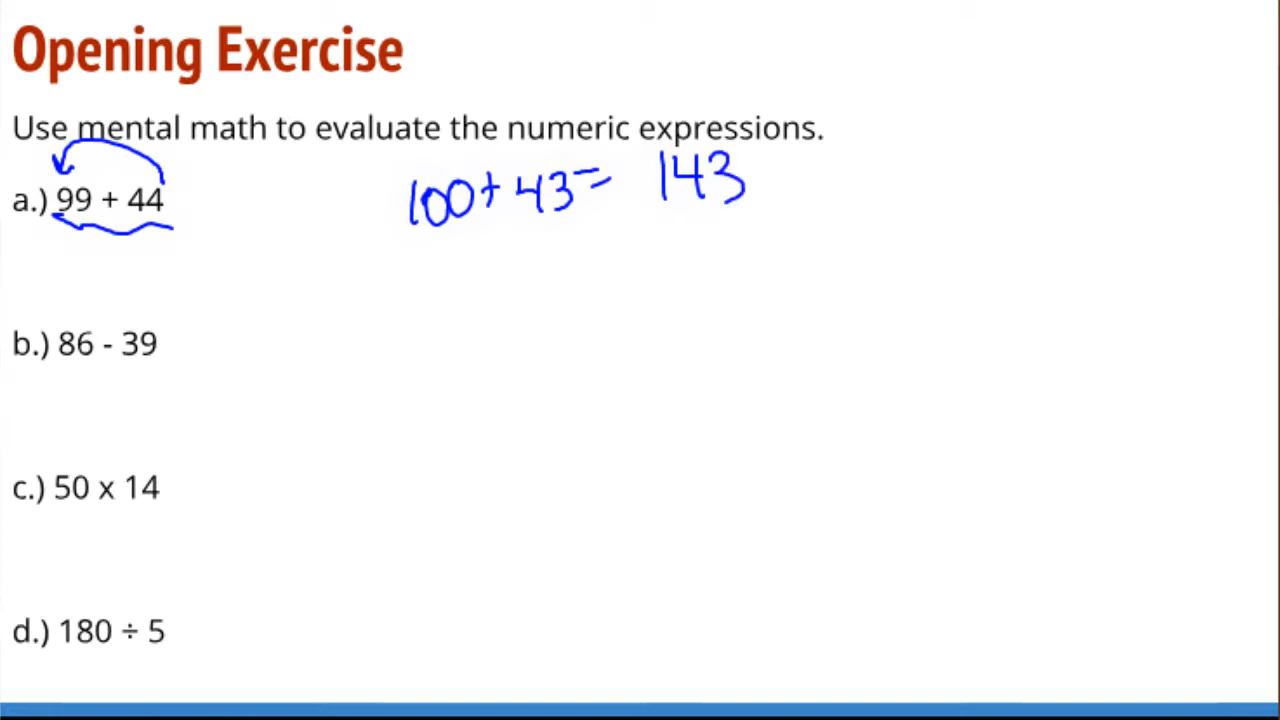 Opening Exercise
Use mental math to evaluate the numeric expressions.
a.) 99 + 44 100 + 43 = 143
b.) 86 - 39
c.) 50 x 14
d.) 180 ÷ 5